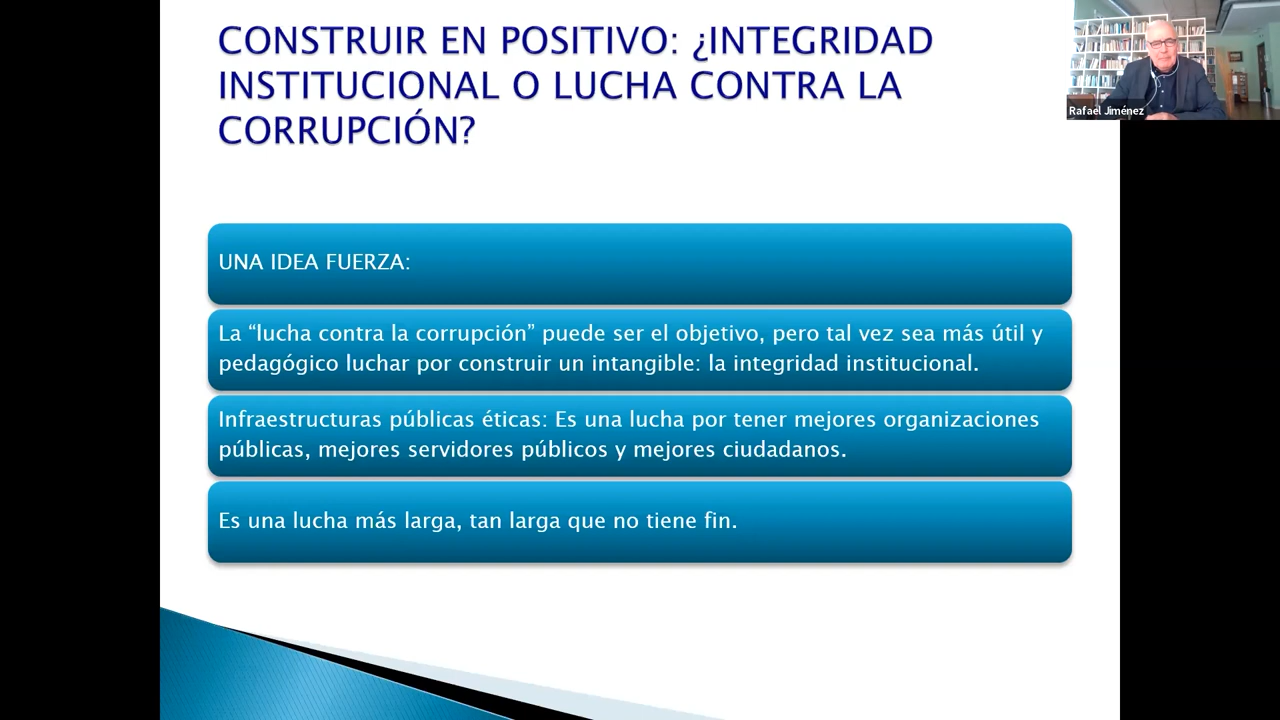 CONSTRUIR EN POSITIVO: ¿INTEGRIDAD
INSTITUCIONAL O LUCHA CONTRA LA
CORRUPCIÓN?
Rafael Jiménez
UNA IDEA FUERZA:
La “lucha contra la corrupción” puede ser el objetivo, pero tal vez sea más útil y
pedagógico luchar por construir un intangible: la integridad institucional.
Infraestructuras públicas éticas: Es una lucha por tener mejores organizaciones
públicas, mejores servidores públicos y mejores ciudadanos.
Es una lucha más larga, tan larga que no tiene fin.